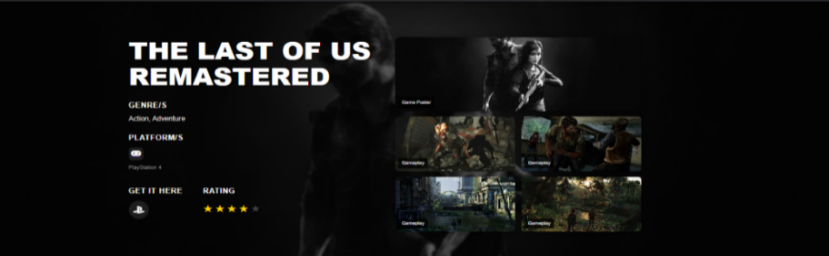 THE LAST OF US
REMASTERED
GENRE/S
Action, Adventure
PLATFORM/S
PlayStation 4
GET IT HERE
RATING
Game Poster
Gameplay
Gameplay
Gameplay
Gameplay